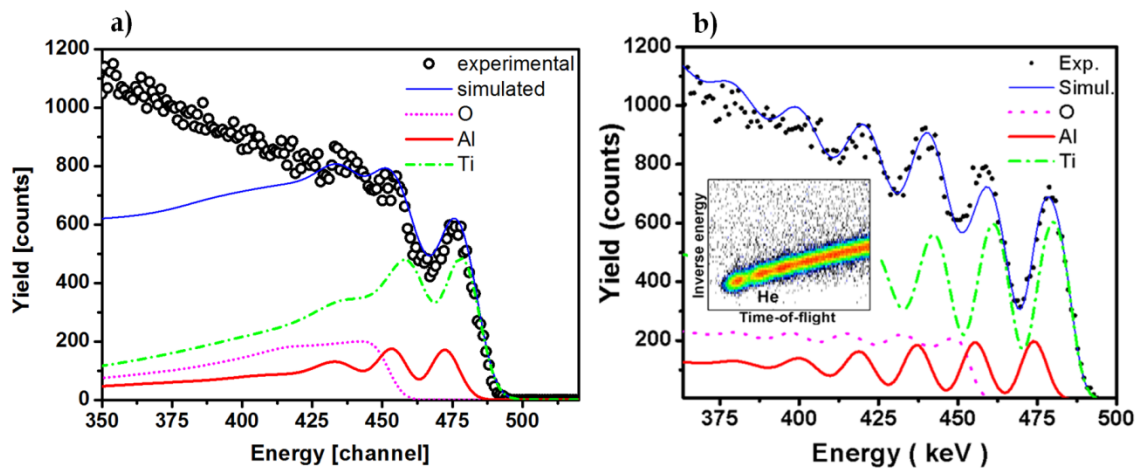 a)
1200
1000
800
600
400
200
0
Yield [counts]
experimental
simulated
O
Al
Ti
350 375 400 425 450 475 500
Energy [channel]
b)
1200
1000
800
600
400
200
0
Yield (counts)
Exp.
Simul.
O
Al
Ti
Inverse energy
He
Time-of-flight
375 400 425 450 475 500
Energy ( keV)